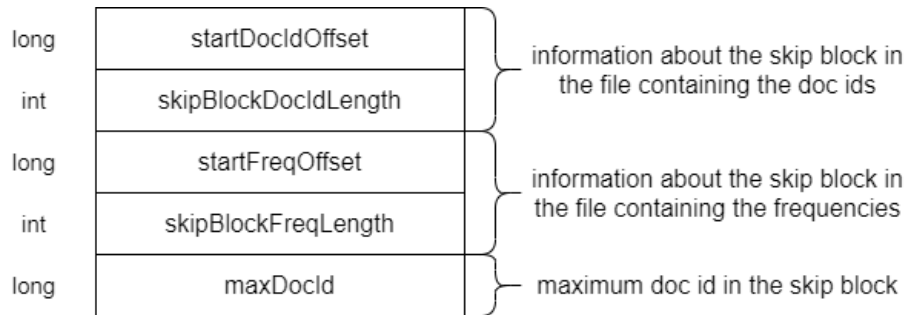 long startDocIdOffset
information about the skip block in
the file containing the doc ids
int skipBlockDocIdLength
long startFreqOffset
information about the skip block in
the file containing the frequencies
int skipBlockFreqLength
long maxDocId maximum doc id in the skip block